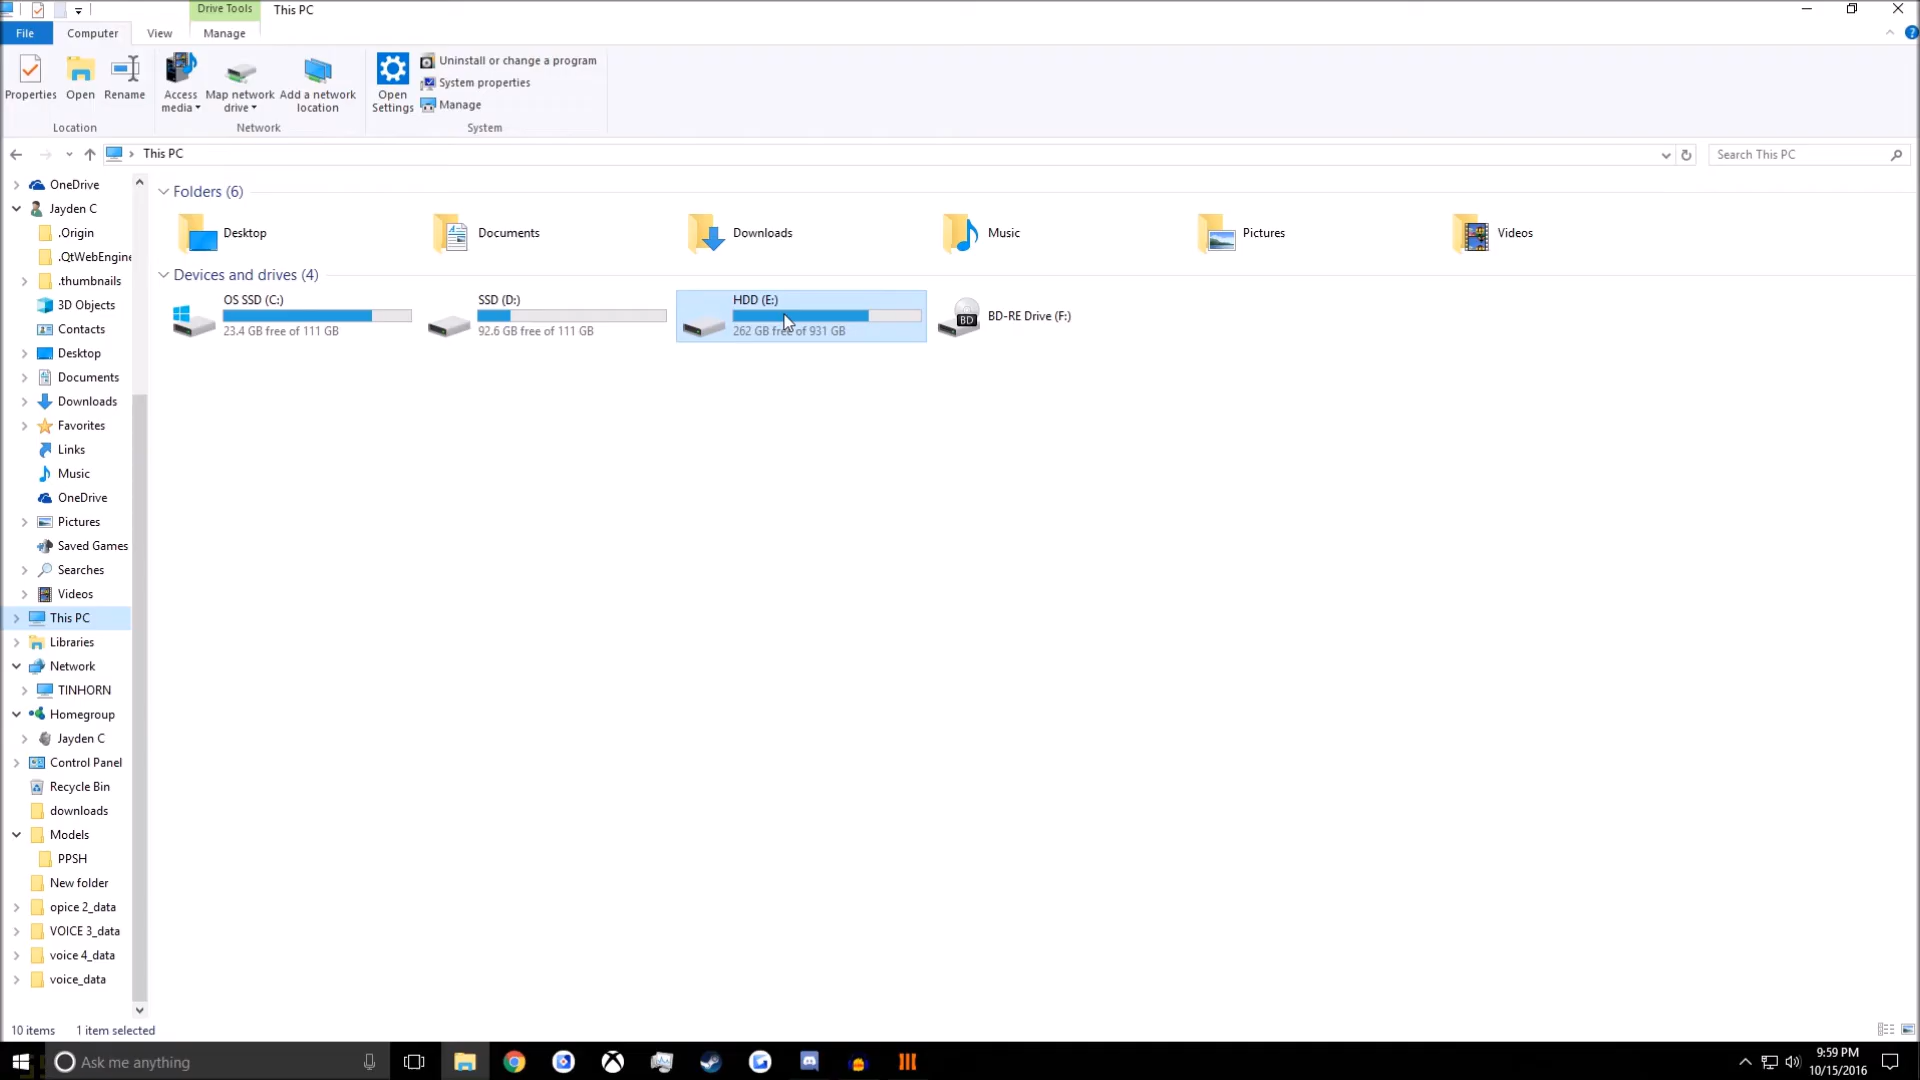 Drive Tools
This PC
File
Computer
View
Manage
Properties
Open
Rename
Access
media
Map network
drive
Add a network
location
Open
Settings
Uninstall or change a program
System properties
Manage
Location
Network
System
This PC
Search This PC
OneDrive
Jayden C
.Origin
.QtWebEngine
.thumbnails
3D Objects
Contacts
Desktop
Documents
Downloads
Favorites
Links
Music
OneDrive
Pictures
Saved Games
Searches
Videos
This PC
Libraries
Network
TINHORN
Homegroup
Jayden C
Control Panel
Recycle Bin
downloads
Models
PPSH
New folder
opice 2_data
VOICE 3_data
voice 4_data
voice_data
Folders (6)
Desktop
Documents
Downloads
Music
Pictures
Videos
Devices and drives (4)
OS SSD (C:)
23.4 GB free of 111 GB
SSD (D:)
92.6 GB free of 111 GB
HDD (E:)
262 GB free of 931 GB
BD
BD-RE Drive (F:)
10 items
1 item selected
Ask me anything
9:59 PM
10/15/2016